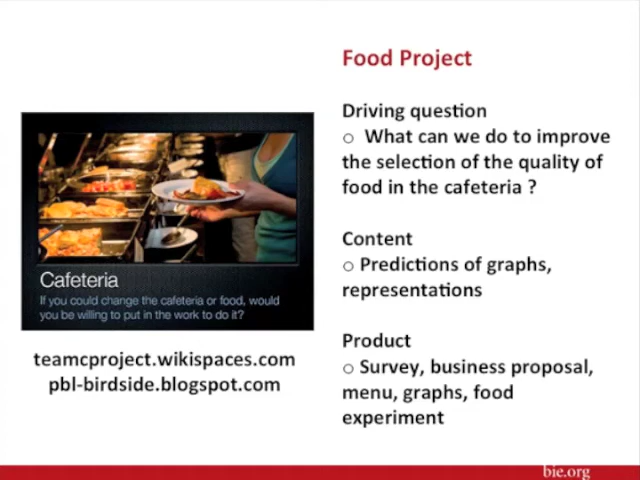 Food Project
Driving question
o What can we do to improve
the selection of the quality of
food in the cafeteria ?
Content
o Predictions of graphs,
representations
Product
o Survey, business proposal,
menu, graphs, food
experiment
Cafeteria
If you could change the cafeteria or food, would
you be willing to put in the work to do it?
teamcproject.wikispaces.com
pbl-birdside.blogspot.com
bie.org